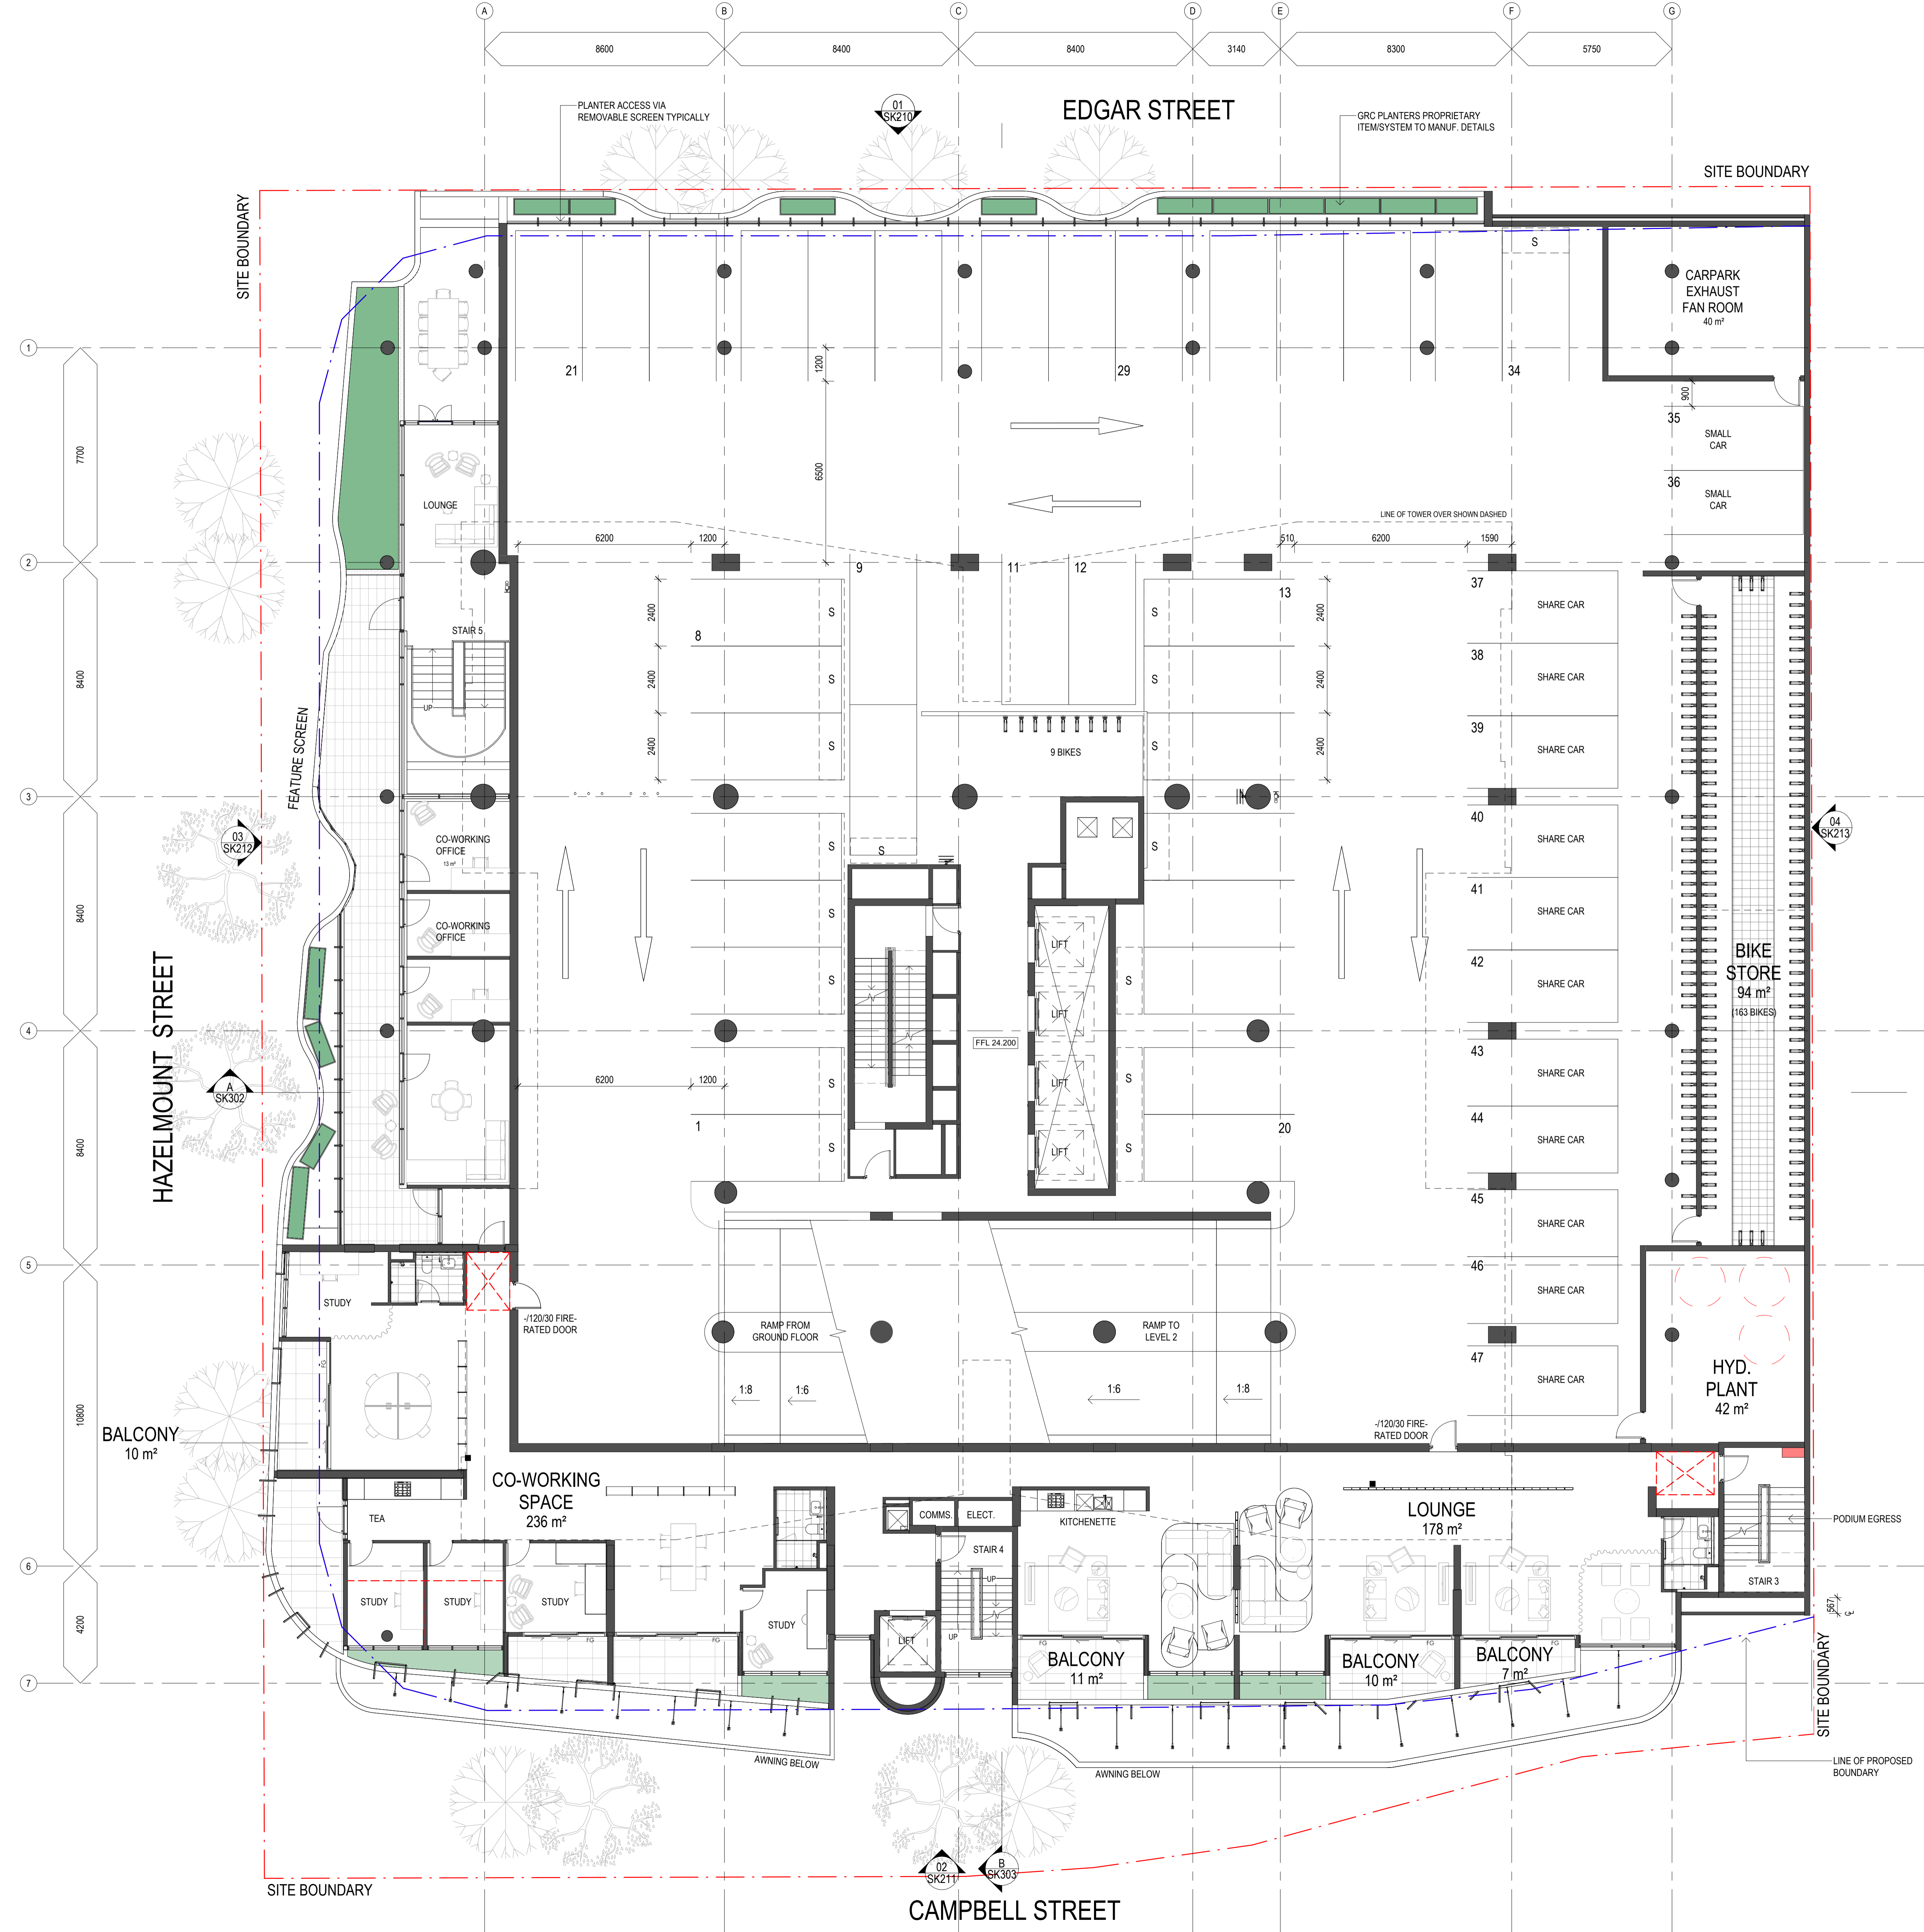 A
B
C
D
E
F
G
8600
8400
8400
3140
8300
5750
PLANTER ACCESS VIA
REMOVABLE SCREEN TYPICALLY
01
SK210
EDGAR STREET
GRC PLANTERS PROPRIETARY
ITEM/SYSTEM TO MANUF. DETAILS
SITE BOUNDARY
SITE BOUNDARY
S
CARPARK
EXHAUST
FAN ROOM
40 m²
1
21
1200
29
34
900
35
SMALL
CAR
36
SMALL
CAR
7700
6500
LOUNGE
LINE OF TOWER OVER SHOWN DASHED
6200
1200
510
6200
1590
2
9
11
12
13
37
SHARE CAR
2400
S
S
2400
8
STAIR 5
8400
2400
S
S
2400
38
SHARE CAR
UP
FEATURE SCREEN
2400
S
9 BIKES
S
2400
39
SHARE CAR
3
03
SK212
CO-WORKING
OFFICE
13 m²
S
S
S
40
SHARE CAR
04
SK213
8400
CO-WORKING
OFFICE
S
41
SHARE CAR
LIFT
BIKE
STORE
94 m²
(163 BIKES)
S
S
42
SHARE CAR
LIFT
HAZELMOUNT STREET
4
FFL 24.200
43
SHARE CAR
A
SK302
6200
1200
S
LIFT
S
8400
1
S
LIFT
S
20
44
SHARE CAR
45
SHARE CAR
5
46
SHARE CAR
STUDY
-/120/30 FIRE-
RATED DOOR
RAMP FROM
GROUND FLOOR
RAMP TO
LEVEL 2
FG
47
SHARE CAR
HYD.
PLANT
42 m²
1:8
1:6
1:6
1:8
10800
BALCONY
10 m²
-/120/30 FIRE-
RATED DOOR
CO-WORKING
SPACE
236 m²
TEA
COMMS.
ELECT.
KITCHENETTE
LOUNGE
178 m²
PODIUM EGRESS
STAIR 4
6
UP
STAIR 3
STUDY
STUDY
STUDY
STUDY
4200
567
LIFT
UP
FG
FG
FG
FG
FG
BALCONY
11 m²
BALCONY
10 m²
BALCONY
7 m²
7
SITE BOUNDARY
AWNING BELOW
AWNING BELOW
LINE OF PROPOSED
BOUNDARY
02
SK211
B
SK303
SITE BOUNDARY
CAMPBELL STREET